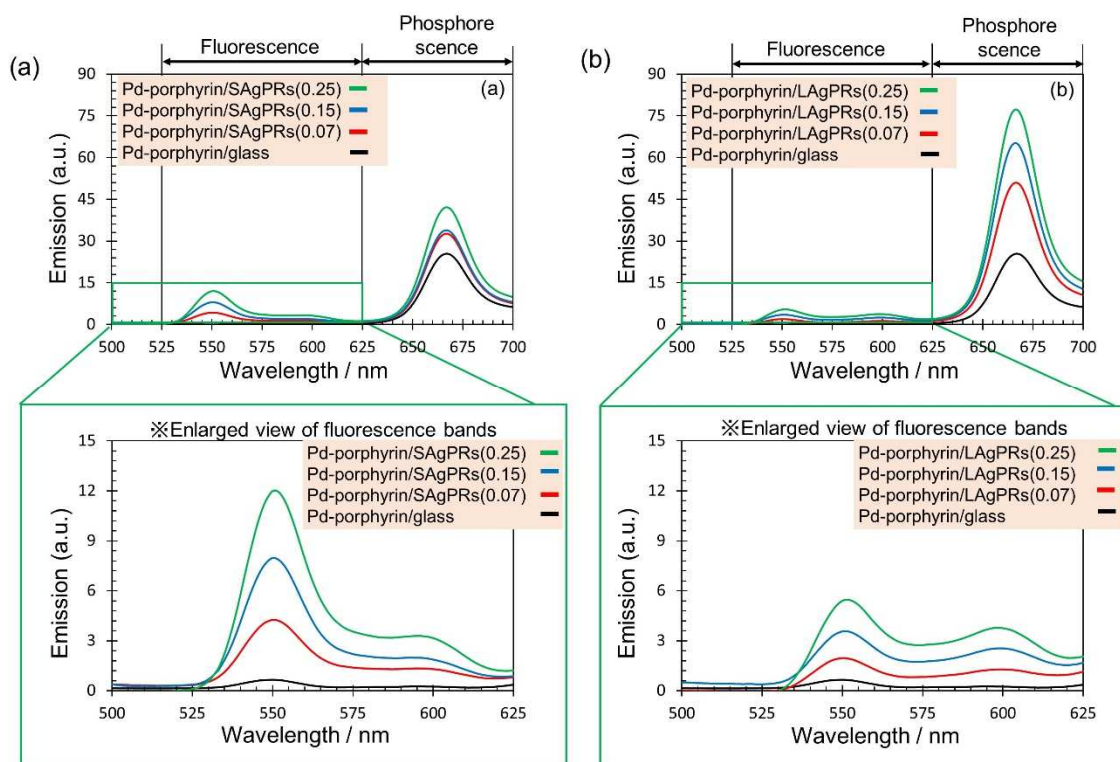 (a)
Fluorescence
Phosphore
scence
(a)
Pd-porphyrin/SAgPRs(0.25)
Pd-porphyrin/SAgPRs(0.15)
Pd-porphyrin/SAgPRs(0.07)
Pd-porphyrin/glass
Emission (a.u.)
90
75
60
45
30
15
0
500 525 550 575 600 625 650 675 700
Wavelength / nm
※Enlarged view of fluorescence bands
Pd-porphyrin/SAgPRs(0.25)
Pd-porphyrin/SAgPRs(0.15)
Pd-porphyrin/SAgPRs(0.07)
Pd-porphyrin/glass
Emission (a.u.)
15
12
9
6
3
0
500 525 550 575 600 625
Wavelength / nm
(b)
Fluorescence
Phosphore
scence
(b)
Pd-porphyrin/LAgPRs(0.25)
Pd-porphyrin/LAgPRs(0.15)
Pd-porphyrin/LAgPRs(0.07)
Pd-porphyrin/glass
Emission (a.u.)
90
75
60
45
30
15
0
500 525 550 575 600 625 650 675 700
Wavelength / nm
※Enlarged view of fluorescence bands
Pd-porphyrin/LAgPRs(0.25)
Pd-porphyrin/LAgPRs(0.15)
Pd-porphyrin/LAgPRs(0.07)
Pd-porphyrin/glass
Emission (a.u.)
15
12
9
6
3
0
500 525 550 575 600 625
Wavelength / nm